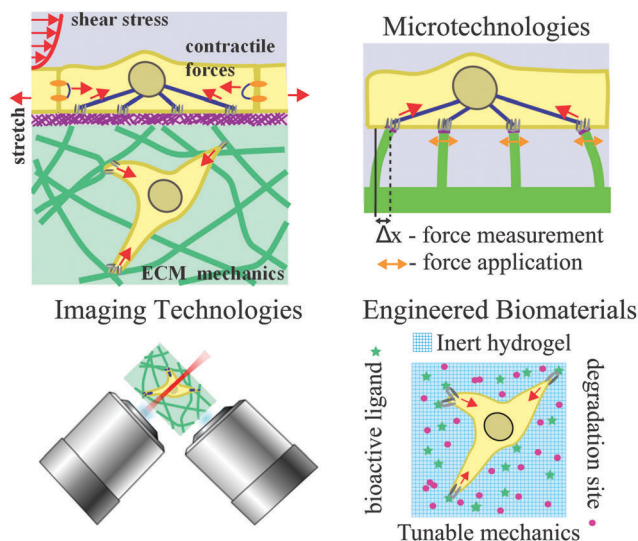 shear stress
contractile
forces
stretch
ECM mechanics
Microtechnologies
Δx - force measurement
- force application
Imaging Technologies
Engineered Biomaterials
Inert hydrogel
bioactive ligand
degradation site
Tunable mechanics